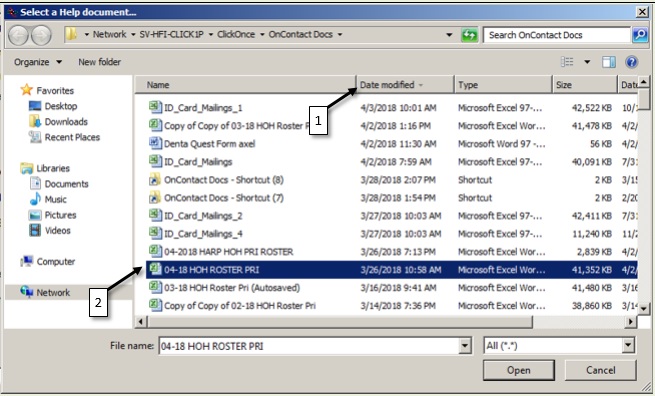 Select a Help document...
Network SV-HFI-CLICK1P ClickOnce OnContact Docs Search OnContact Docs
Organize New folder
Name Date modified Type Size Date
Favorites
Desktop
Downloads
Recent Places
Libraries
Documents
Music
Pictures
Videos
Computer
Network
ID_Card_Mailings_1 4/3/2018 10:01 AM Microsoft Excel 97-... 42,522 KB 10/
Copy of Copy of 03-18 HOH Roster 4/2/2018 1:16 PM Microsoft Excel Wor... 41,478 KB 4/2/
1
Denta Quest Form axel 4/2/2018 11:30 AM Microsoft Word 97 -... 56 KB 4/2/
ID_Card_Mailings 4/2/2018 7:59 AM Microsoft Excel 97-... 40,091 KB 7/3
OnContact Docs - Shortcut (8) 3/28/2018 2:07 PM Shortcut 2 KB 3/15
OnContact Docs - Shortcut (7) 3/28/2018 1:54 PM Shortcut 2 KB 2/20
ID_Card_Mailings_2 3/27/2018 10:03 AM Microsoft Excel 97-... 42,411 KB 7/3
ID_Card_Mailings_4 3/27/2018 10:03 AM Microsoft Excel 97-... 11,240 KB 11/
04-2018 HARP HOH PRI ROSTER 3/26/2018 7:13 PM Microsoft Excel Wor... 2,839 KB 4/2/
04-18 HOH ROSTER PRI 3/26/2018 10:58 AM Microsoft Excel Wor... 41,352 KB 4/2/
2
03-18 HOH Roster Pri (Autosaved) 3/16/2018 9:41 AM Microsoft Excel Wor... 41,480 KB 3/16
Copy of Copy of 02-18 HOH Roster Pri 3/14/2018 7:36 PM Microsoft Excel Wor... 38,860 KB 3/1
File name: 04-18 HOH ROSTER PRI All (*.*)
Open Cancel